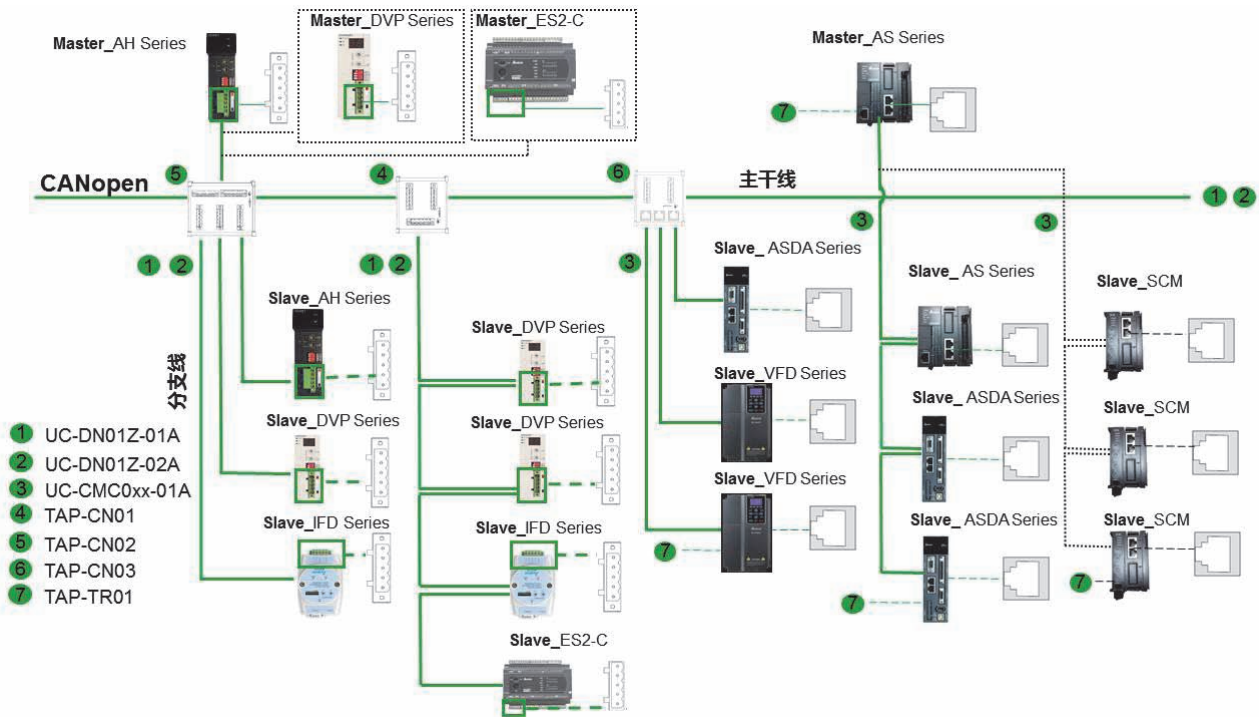 Master_AH Series
Master_DVP Series
Master_ES2-C
Master_AS Series
7
5
4
6
CANopen
主干线
1 2
3
3
1 2
1 2
3
Slave_ ASDA Series
Slave_ AS Series
Slave_SCM
Slave_AH Series
Slave_DVP Series
分支线
Slave_VFD Series
Slave_ ASDA Series
Slave_SCM
Slave_DVP Series
Slave_DVP Series
1 UC-DN01Z-01A
2 UC-DN01Z-02A
3 UC-CMC0xx-01A
4 TAP-CN01
5 TAP-CN02
6 TAP-CN03
7 TAP-TR01
Slave_VFD Series
Slave_IFD Series
Slave_IFD Series
Slave_ ASDA Series
Slave_SCM
7
7
7
Slave_ES2-C